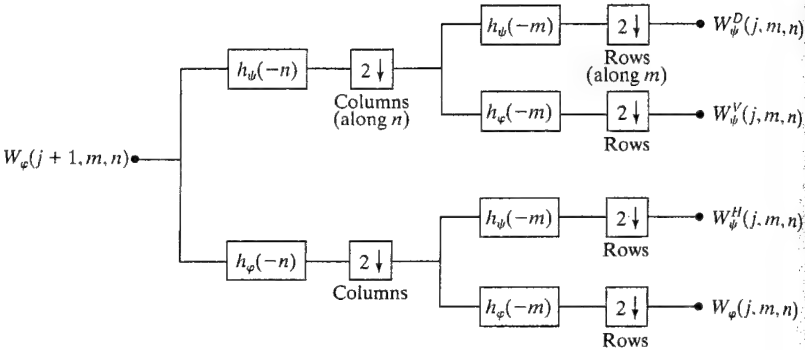 h_ψ(−m)
2↓
W_ψ^D(j, m, n)
Rows
(along m)
h_ψ(−n)
2↓
Columns
(along n)
h_φ(−m)
2↓
W_ψ^V(j, m, n)
Rows
W_φ(j + 1, m, n)
h_ψ(−m)
2↓
W_ψ^H(j, m, n)
Rows
h_φ(−n)
2↓
Columns
h_φ(−m)
2↓
W_φ(j, m, n)
Rows